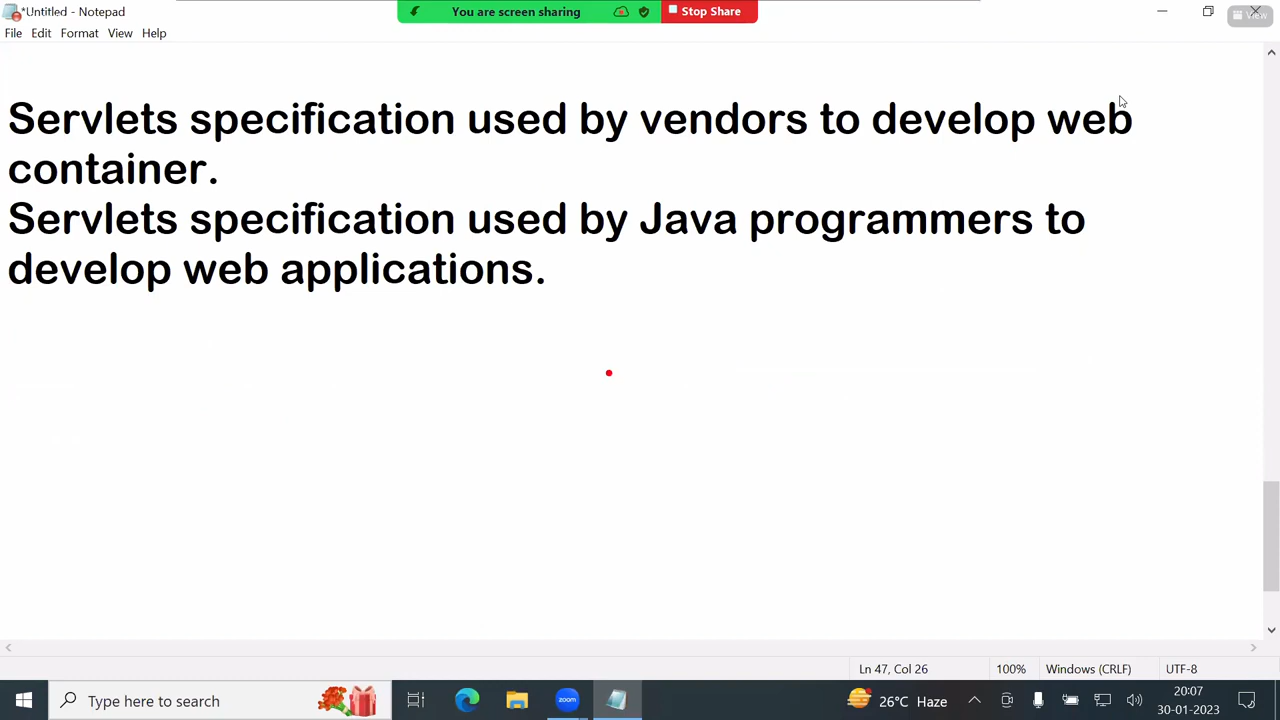 *Untitled - Notepad
You are screen sharing
Stop Share
View
File Edit Format View Help
Servlets specification used by vendors to develop web
container.
Servlets specification used by Java programmers to
develop web applications.
Ln 47, Col 26
100%
Windows (CRLF)
UTF-8
Type here to search
zoom
26°C Haze
20:07
30-01-2023